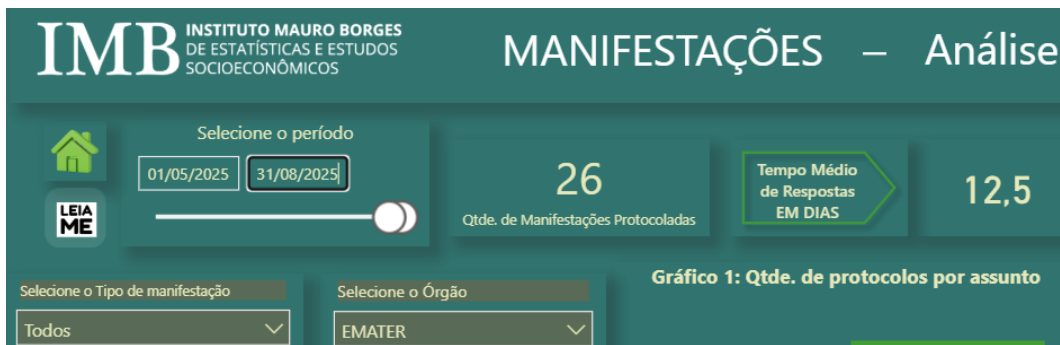 IMB INSTITUTO MAURO BORGES
DE ESTATÍSTICAS E ESTUDOS
SOCIOECONÔMICOS
MANIFESTAÇÕES – Análise
Selecione o período
01/05/2025 31/08/2025
LEIA
ME
26
Qtde. de Manifestações Protocoladas
Tempo Médio
de Respostas
EM DIAS
12,5
Selecione o Tipo de manifestação
Todos
Selecione o Órgão
EMATER
Gráfico 1: Qtde. de protocolos por assunto